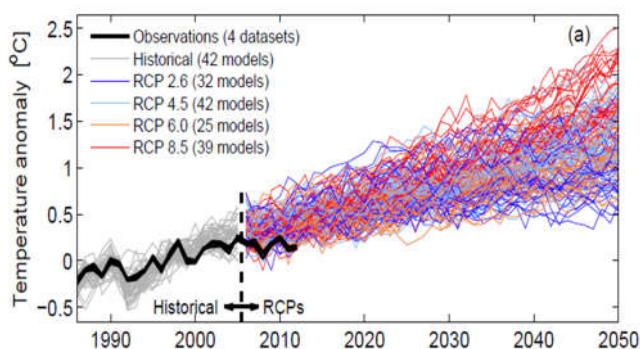 (a)
Observations (4 datasets)
Historical (42 models)
RCP 2.6 (32 models)
RCP 4.5 (42 models)
RCP 6.0 (25 models)
RCP 8.5 (39 models)
Temperature anomaly [°C]
2.5
2
1.5
1
0.5
0
−0.5
Historical RCPs
1990 2000 2010 2020 2030 2040 2050